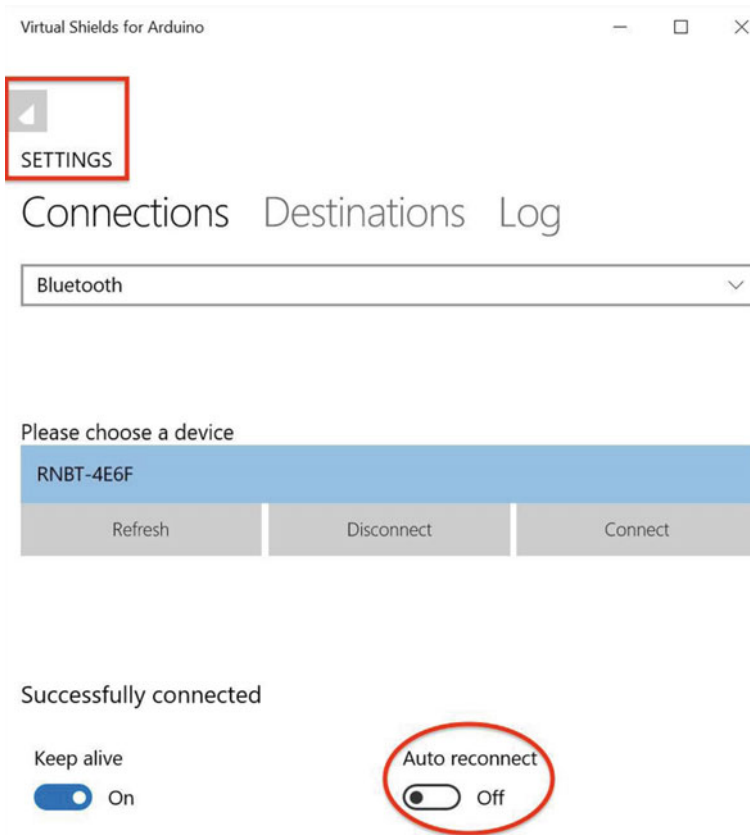 Virtual Shields for Arduino
SETTINGS
Connections Destinations Log
Bluetooth
Please choose a device
RNBT-4E6F
Refresh Disconnect Connect
Successfully connected
Keep alive Auto reconnect
On Off